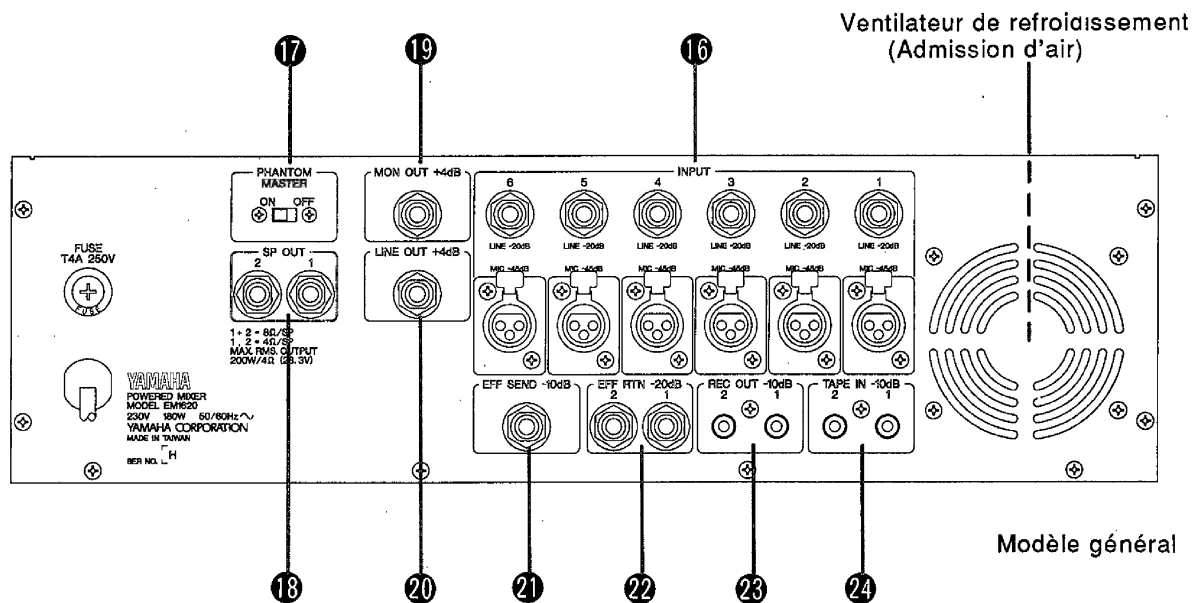 Ventilateur de refroidissement
(Admission d'air)
17
19
16
PHANTOM
MASTER
ON OFF
MON OUT +4dB
INPUT
6 5 4 3 2 1
LINE -20dB LINE -20dB LINE -20dB LINE -20dB LINE -20dB LINE -20dB
FUSE
T4A 250V
FUSE
SP OUT
2 1
LINE OUT +4dB
MIC -45dB MIC -45dB MIC -45dB MIC -45dB MIC -45dB MIC -45dB
1 + 2 = 8Ω/SP
1 , 2 = 4Ω/SP
MAX. RMS. OUTPUT
200W/4Ω (28.3V)
YAMAHA
POWERED MIXER
MODEL EM1620
230V 180W 50/60Hz
YAMAHA CORPORATION
MADE IN TAIWAN
SER NO. H
EFF SEND -10dB
EFF RTN -20dB
2 1
REC OUT -10dB
2 1
TAPE IN -10dB
2 1
Modèle général
18
20
21
22
23
24